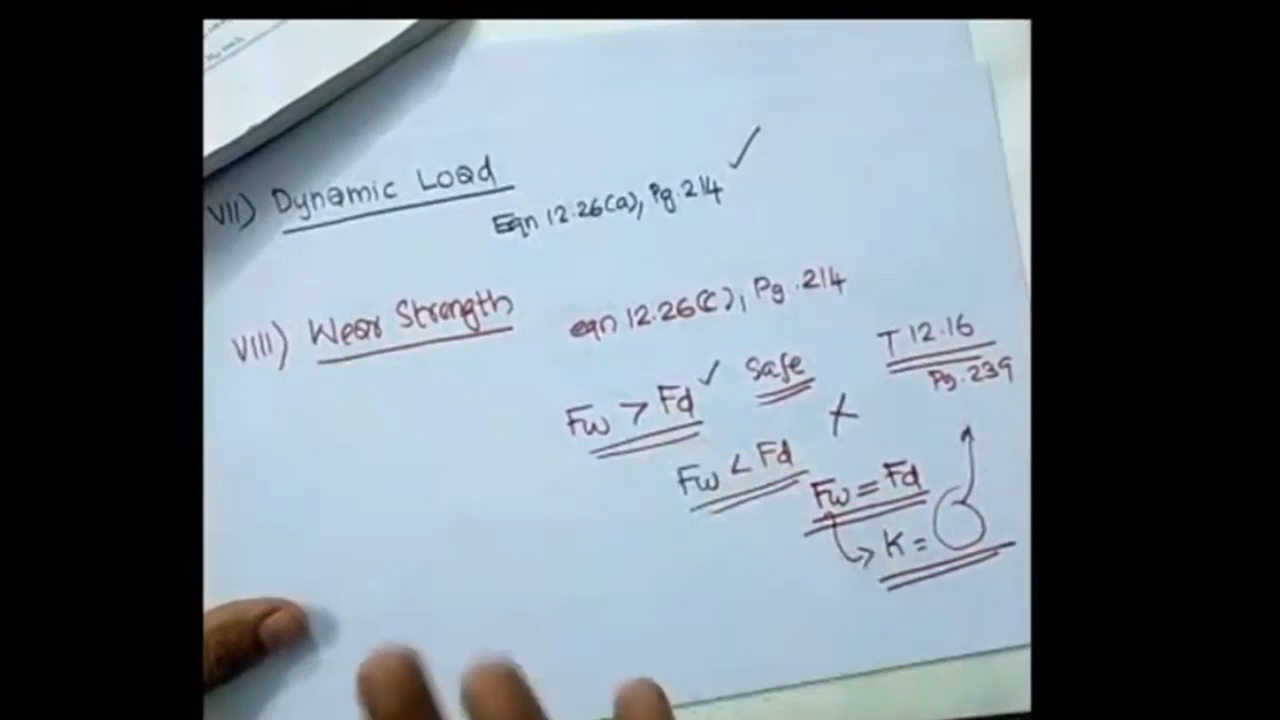 VII) Dynamic Load
Eqn 12.26(a), Pg.214 ✓
VIII) Wear Strength
eqn 12.26(c), Pg.214
T 12.16
Pg.239
Fw > Fd ✓ Safe
Fw < Fd ×
Fw = Fd
↳ K =